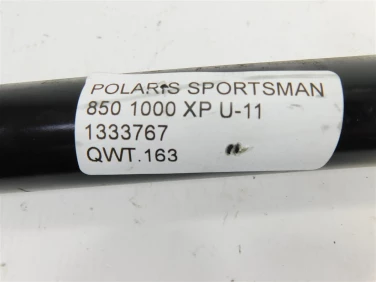 POLARIS SPORTSMAN
850 1000 XP U-11
1333767
QWT.163